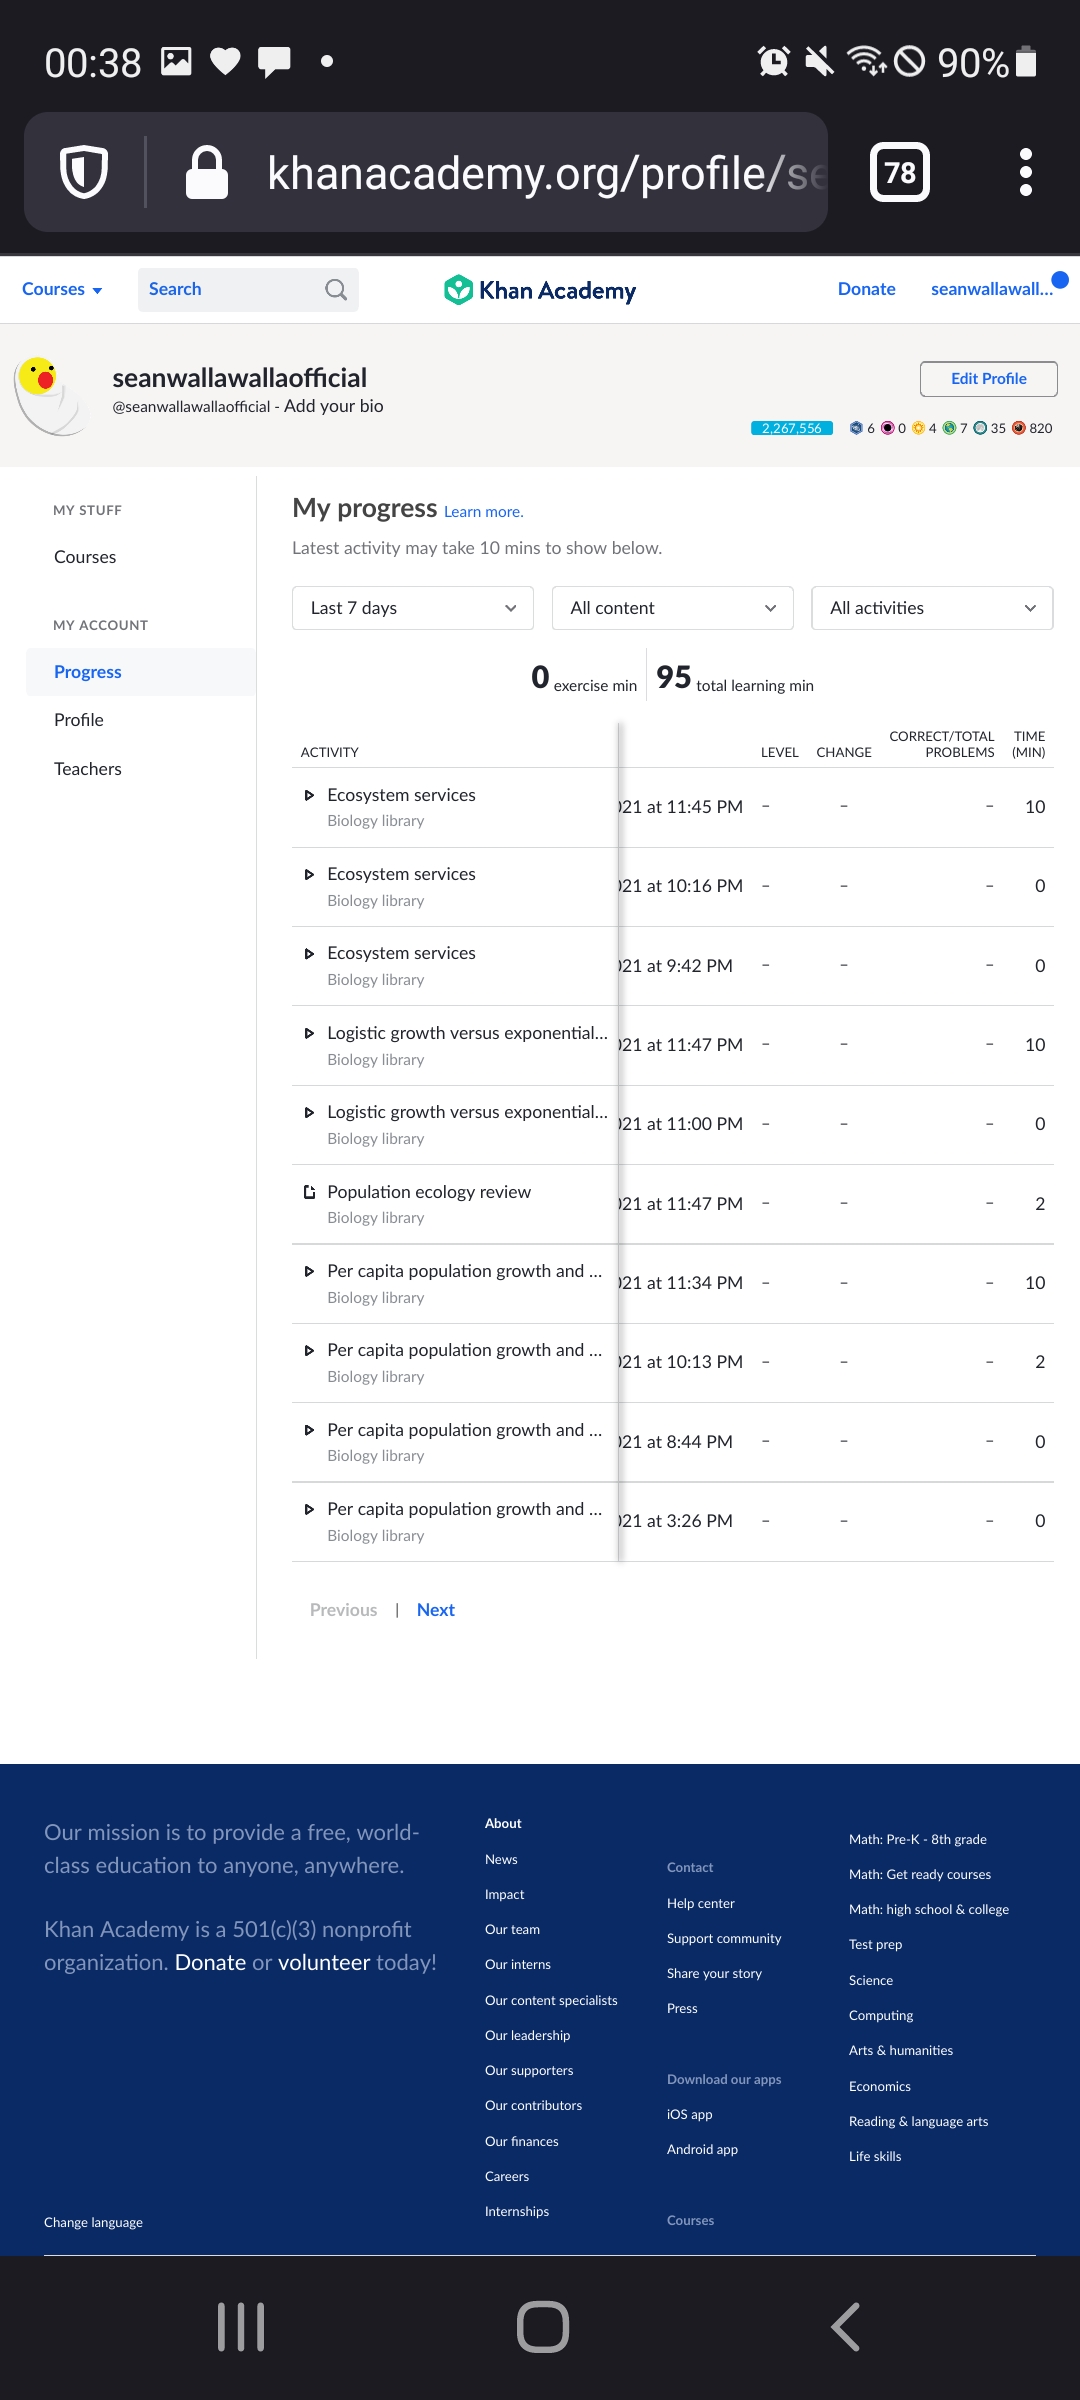 00:38
90%
khanacademy.org/profile/se
78
Courses
Search
Khan Academy
Donate
seanwallawall...
seanwallawallaofficial
@seanwallawallaofficial - Add your bio
Edit Profile
2,267,556 6 0 4 7 35 820
MY STUFF
Courses
MY ACCOUNT
Progress
Profile
Teachers
My progress Learn more.
Latest activity may take 10 mins to show below.
Last 7 days
All content
All activities
0 exercise min
95 total learning min
ACTIVITY LEVEL CHANGE CORRECT/TOTAL PROBLEMS TIME (MIN)
Ecosystem services
Biology library
021 at 11:45 PM – – – 10
Ecosystem services
Biology library
021 at 10:16 PM – – – 0
Ecosystem services
Biology library
021 at 9:42 PM – – – 0
Logistic growth versus exponential...
Biology library
021 at 11:47 PM – – – 10
Logistic growth versus exponential...
Biology library
021 at 11:00 PM – – – 0
Population ecology review
Biology library
021 at 11:47 PM – – – 2
Per capita population growth and ...
Biology library
021 at 11:34 PM – – – 10
Per capita population growth and ...
Biology library
021 at 10:13 PM – – – 2
Per capita population growth and ...
Biology library
021 at 8:44 PM – – – 0
Per capita population growth and ...
Biology library
021 at 3:26 PM – – – 0
Previous | Next
Our mission is to provide a free, world-
class education to anyone, anywhere.
Khan Academy is a 501(c)(3) nonprofit
organization. Donate or volunteer today!
Change language
About
News
Impact
Our team
Our interns
Our content specialists
Our leadership
Our supporters
Our contributors
Our finances
Careers
Internships
Contact
Help center
Support community
Share your story
Press
Download our apps
iOS app
Android app
Courses
Math: Pre-K - 8th grade
Math: Get ready courses
Math: high school & college
Test prep
Science
Computing
Arts & humanities
Economics
Reading & language arts
Life skills